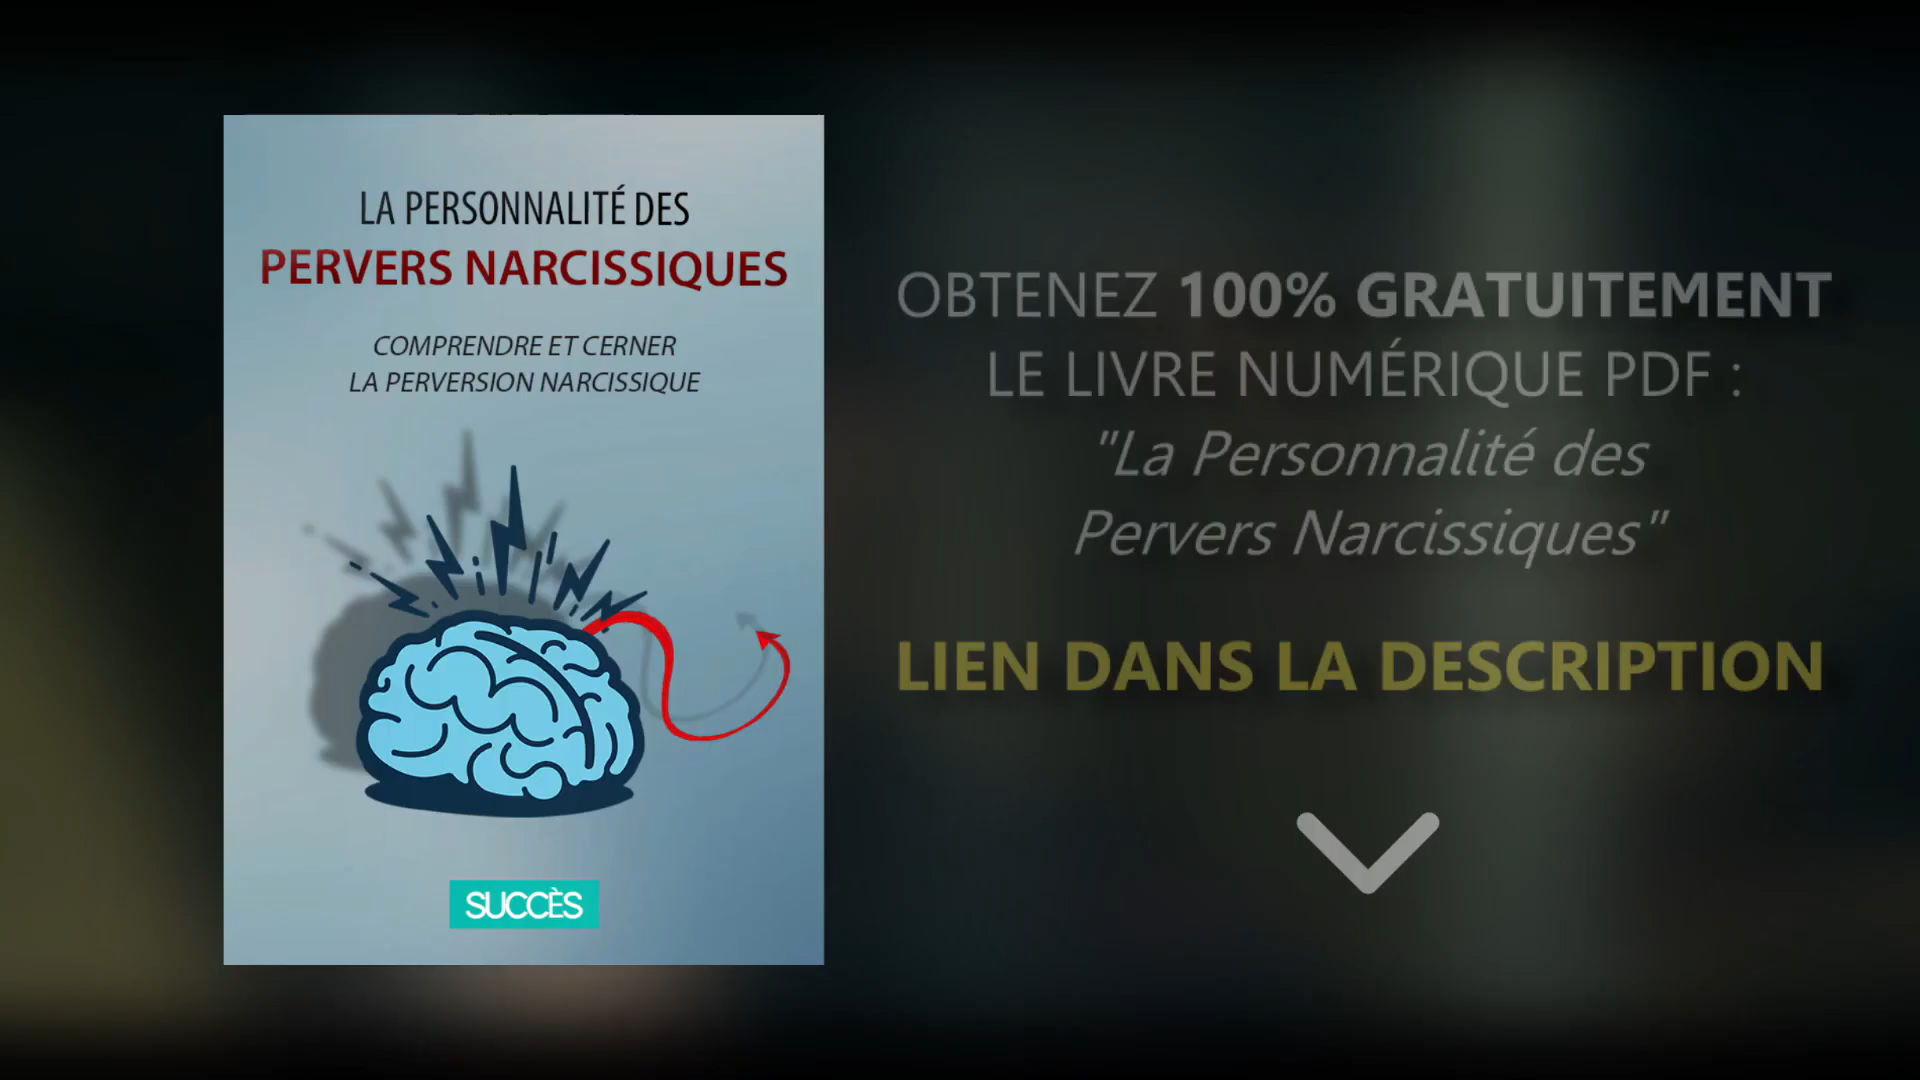 LA PERSONNALITÉ DES
PERVERS NARCISSIQUES
COMPRENDRE ET CERNER
LA PERVERSION NARCISSIQUE
SUCCÈS
OBTENEZ 100% GRATUITEMENT
LE LIVRE NUMÉRIQUE PDF :
"La Personnalité des
Pervers Narcissiques"
LIEN DANS LA DESCRIPTION